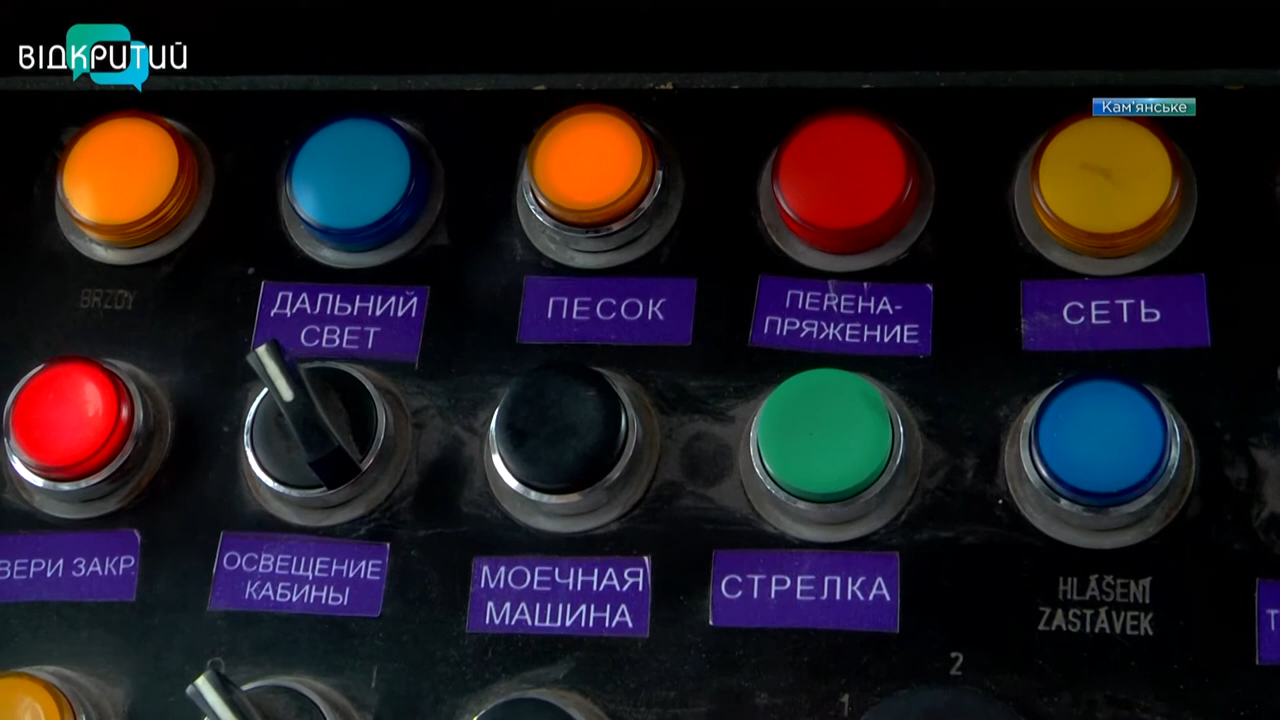 ВІДКРИТИЙ
Кам'янське
BRZDY
ДАЛЬНИЙ
СВЕТ
ПЕСОК
ПЕRЕНА-
ПРЯЖЕНИЕ
СЕТЬ
ВЕРИ ЗАКР
ОСВЕЩЕНИЕ
КАБИНЫ
МОЕЧНАЯ
МАШИНА
СТРЕЛКА
HLÁŠENÍ
ZASTÁVEK
Т
1
2